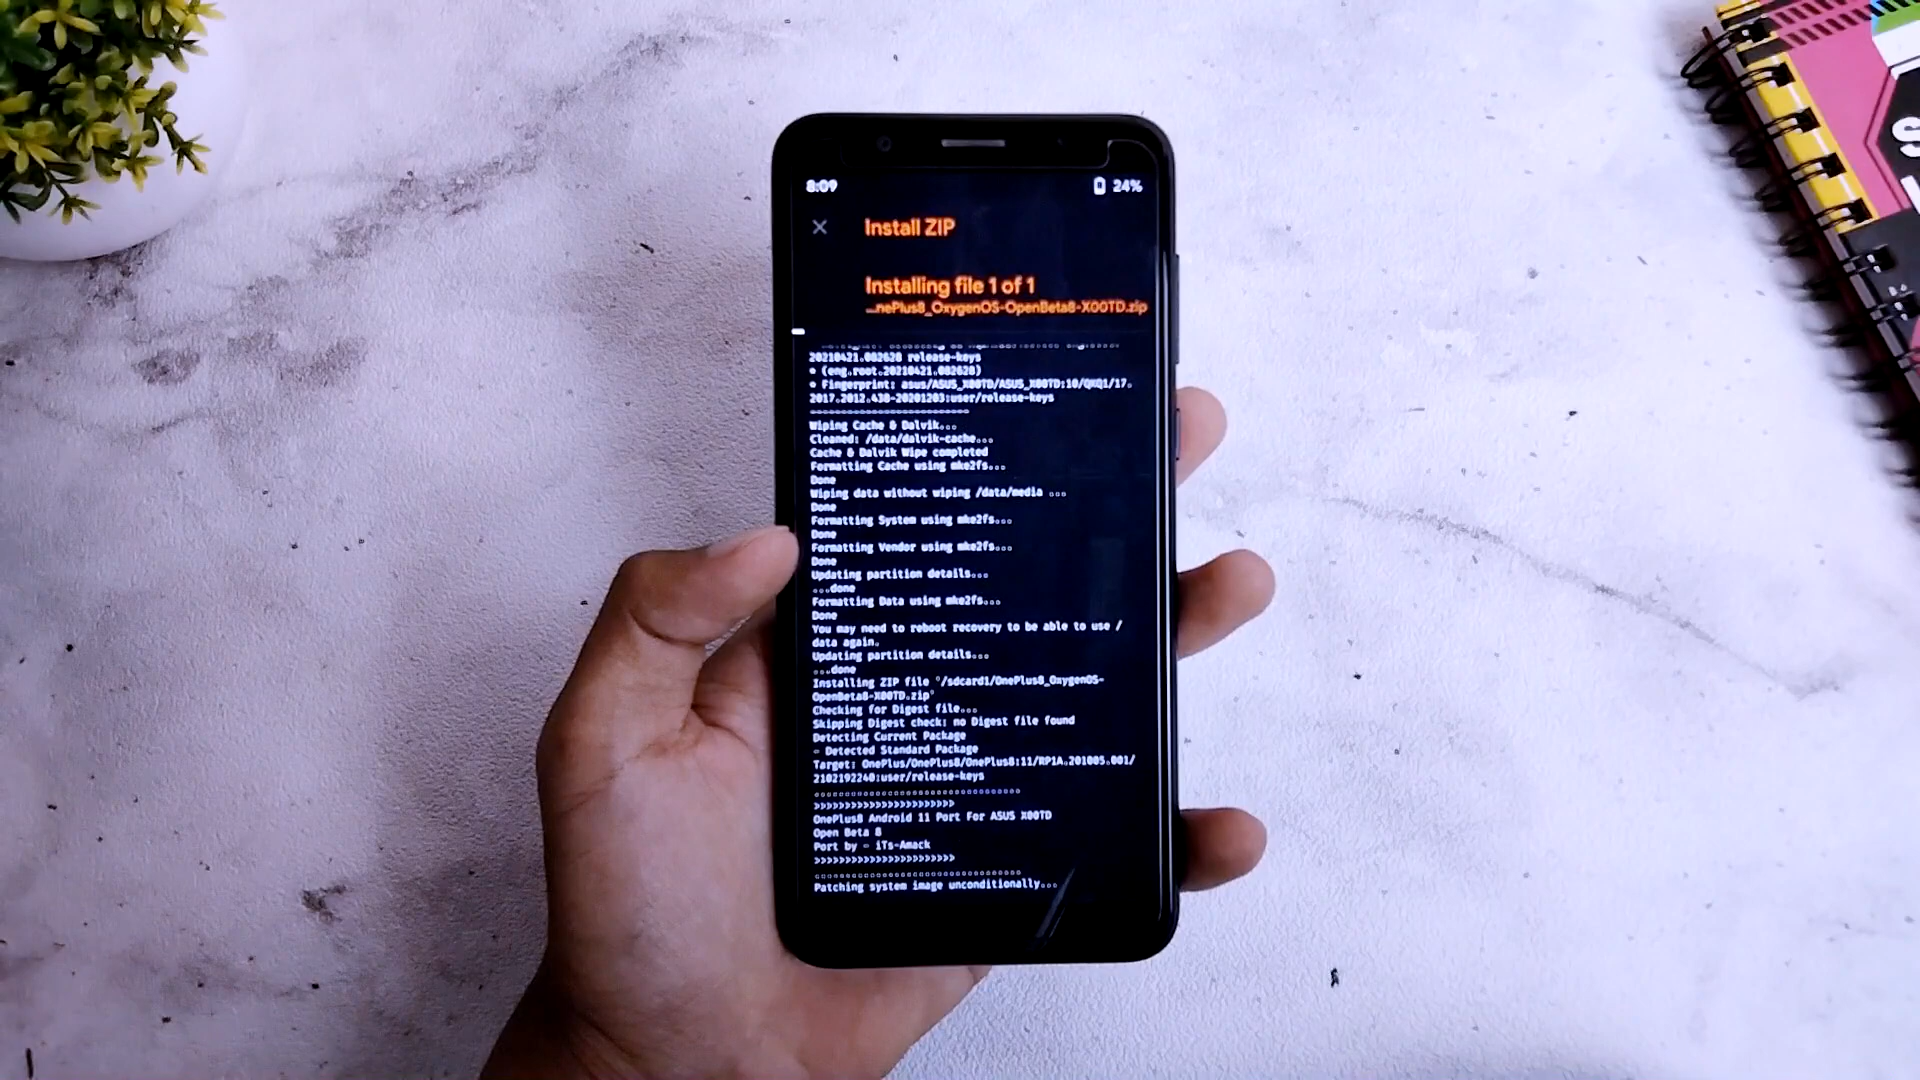 8:09
24%
Install ZIP
Installing file 1 of 1
...nePlus8_OxygenOS-OpenBeta8-X00TD.zip
20210421.082628 release-keys
• (eng.root.20210421.082628)
• Fingerprint: asus/ASUS_X00TD/ASUS_X00TD:10/QKQ1/17.
2017.2012.438-20201203:user/release-keys
Wiping Cache & Dalvik...
Cleaned: /data/dalvik-cache...
Cache & Dalvik Wipe completed
Formatting Cache using mke2fs...
Done
Wiping data without wiping /data/media ...
Done
Formatting System using mke2fs...
Done
Formatting Vendor using mke2fs...
Done
Updating partition details...
...done
Formatting Data using mke2fs...
Done
You may need to reboot recovery to be able to use /
data again.
Updating partition details...
...done
Installing ZIP file '/sdcard1/OnePlus8_OxygenOS-
OpenBeta8-X00TD.zip'
Checking for Digest file...
Skipping Digest check: no Digest file found
Detecting Current Package
- Detected Standard Package
Target: OnePlus/OnePlus8/OnePlus8:11/RP1A.201005.001/
2102192240:user/release-keys
>>>>>>>>>>>>>>>>>>>>>>>
OnePlus8 Android 11 Port For ASUS X00TD
Open Beta 8
Port by - iTs-Amack
>>>>>>>>>>>>>>>>>>>>>>>
Patching system image unconditionally...